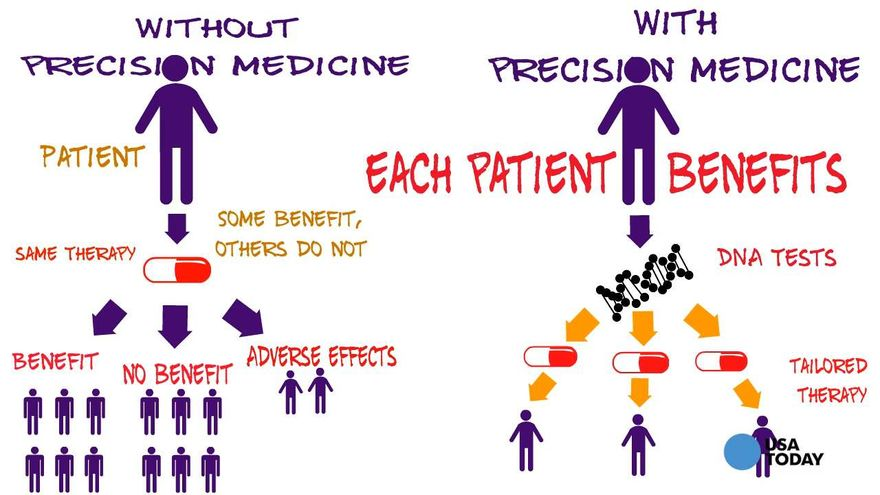 WITHOUT
PRECISION MEDICINE
PATIENT
SOME BENEFIT,
OTHERS DO NOT
SAME THERAPY
BENEFIT
NO BENEFIT
ADVERSE EFFECTS
WITH
PRECISION MEDICINE
EACH PATIENT BENEFITS
DNA TESTS
TAILORED
THERAPY
USA
TODAY